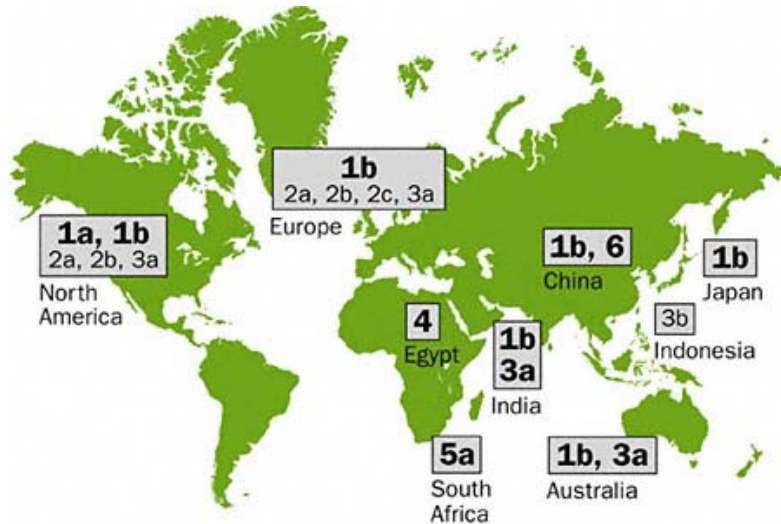 1b
2a, 2b, 2c, 3a
Europe
1a, 1b
2a, 2b, 3a
North
America
1b, 6
China
1b
Japan
4
Egypt
1b
3a
India
3b
Indonesia
5a
South
Africa
1b, 3a
Australia